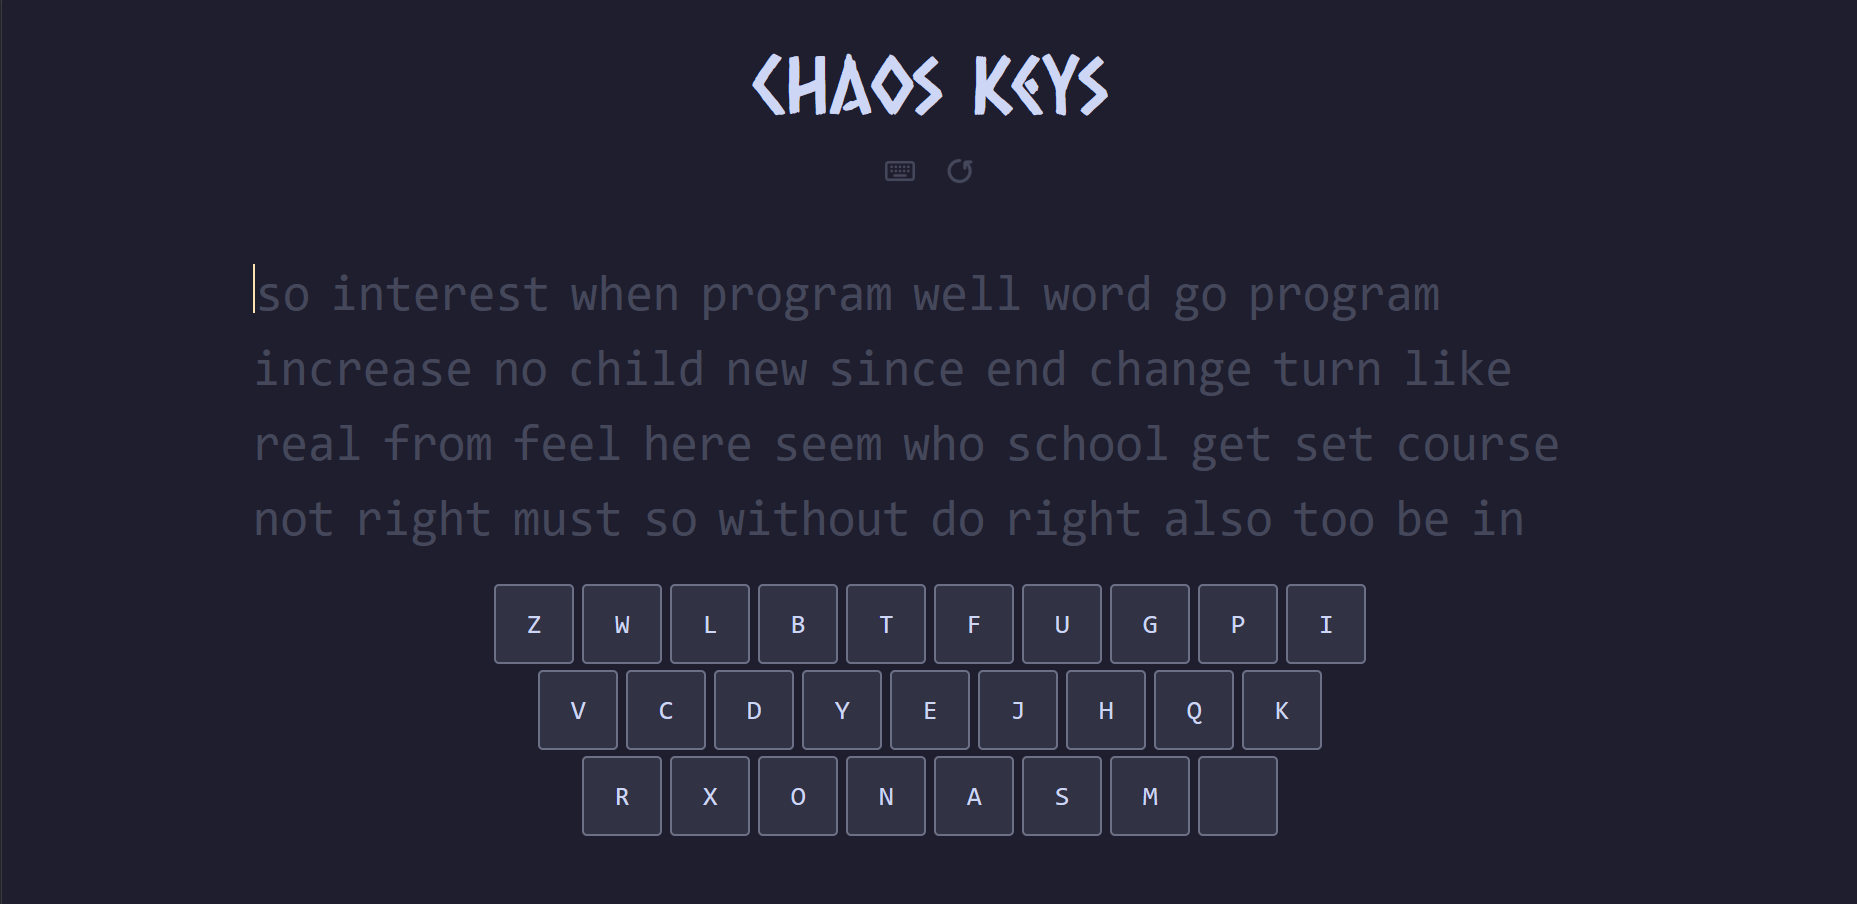 CHAOS KEYS
so interest when program well word go program
increase no child new since end change turn like
real from feel here seem who school get set course
not right must so without do right also too be in
Z W L B T F U G P I
V C D Y E J H Q K
R X O N A S M